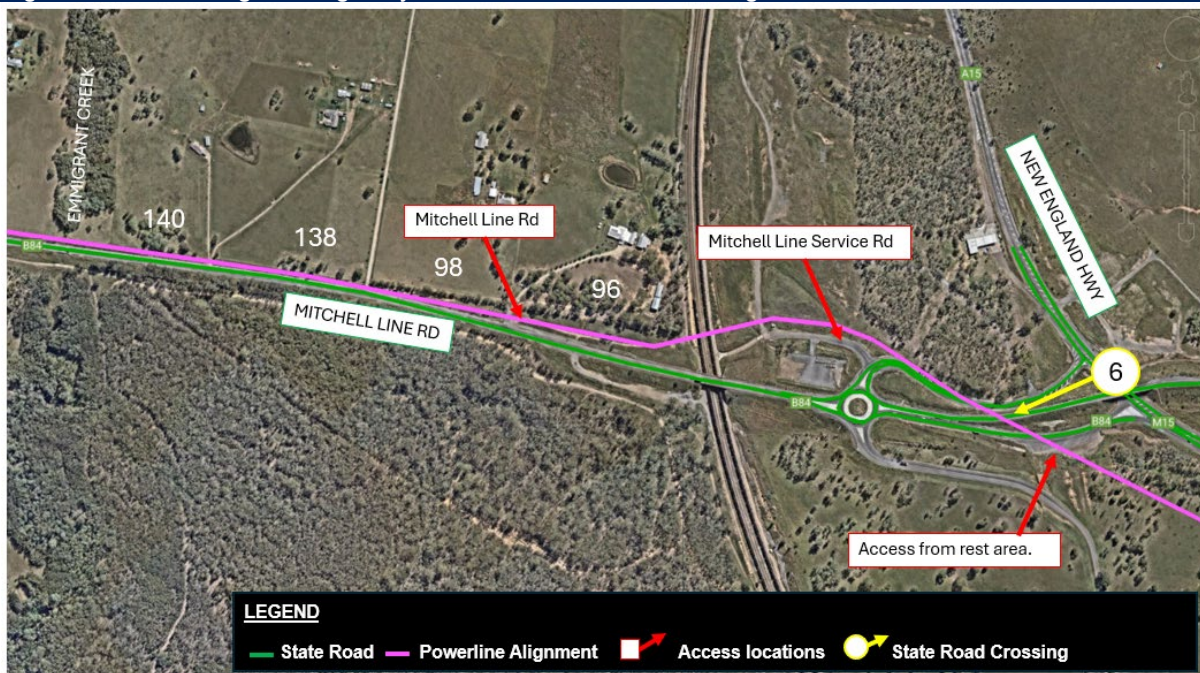 A15
EMMIGRANT CREEK
NEW ENGLAND HWY
140
138
Mitchell Line Rd
98
96
Mitchell Line Service Rd
B84
MITCHELL LINE RD
6
B84
B84
M15
Access from rest area.
LEGEND
State Road
Powerline Alignment
Access locations
State Road Crossing